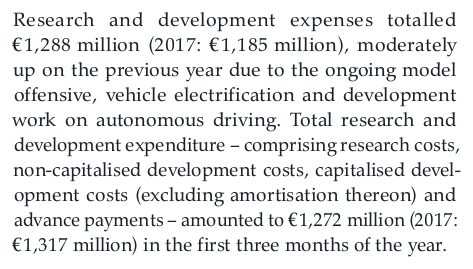 Research and development expenses totalled
€1,288 million (2017: €1,185 million), moderately
up on the previous year due to the ongoing model
offensive, vehicle electrification and development
work on autonomous driving. Total research and
development expenditure – comprising research costs,
non-capitalised development costs, capitalised devel-
opment costs (excluding amortisation thereon) and
advance payments – amounted to €1,272 million (2017:
€1,317 million) in the first three months of the year.